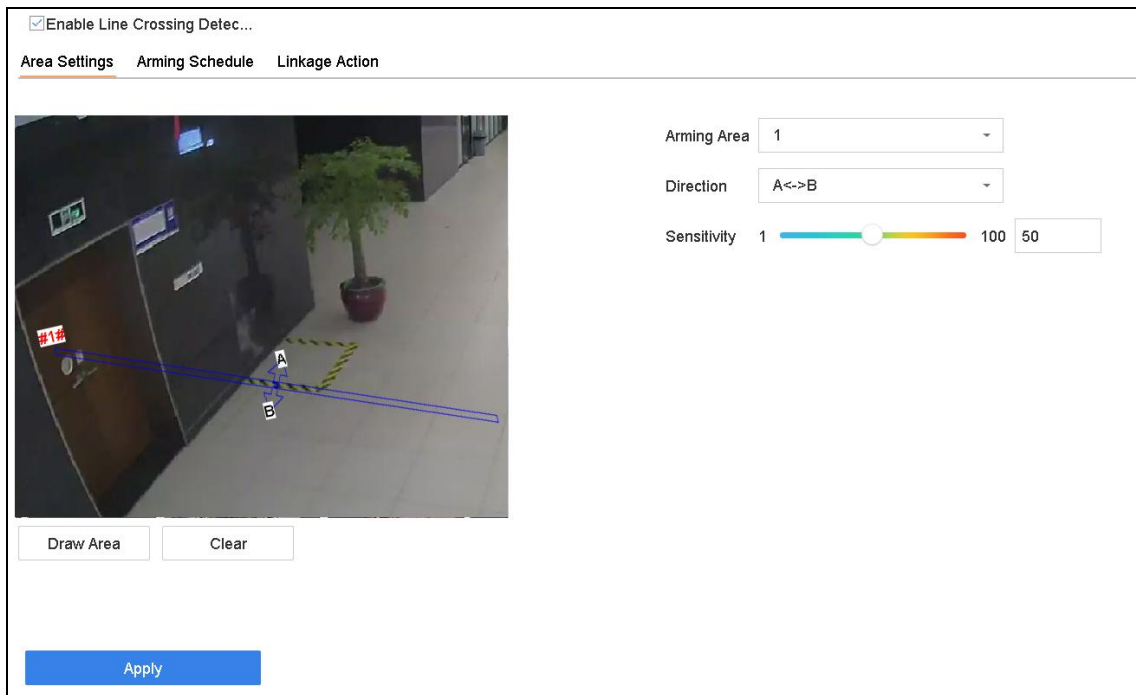 Enable Line Crossing Detec...
Area Settings Arming Schedule Linkage Action
Arming Area 1
Direction A<->B
Sensitivity 1 100 50
#1#
A
B
Draw Area Clear
Apply